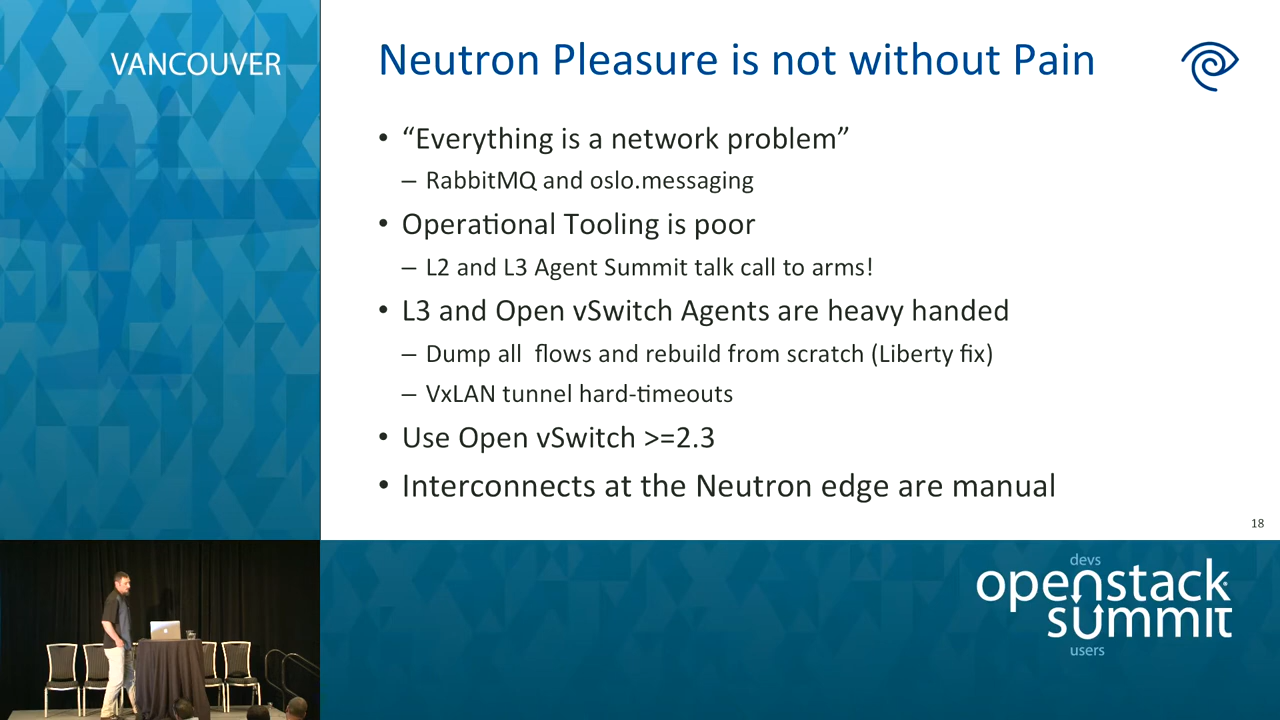 VANCOUVER
Neutron Pleasure is not without Pain
• “Everything is a network problem”
– RabbitMQ and oslo.messaging
• Operational Tooling is poor
– L2 and L3 Agent Summit talk call to arms!
• L3 and Open vSwitch Agents are heavy handed
– Dump all  flows and rebuild from scratch (Liberty fix)
– VxLAN tunnel hard-timeouts
• Use Open vSwitch >=2.3
• Interconnects at the Neutron edge are manual
18
devs
openstack
summit
users